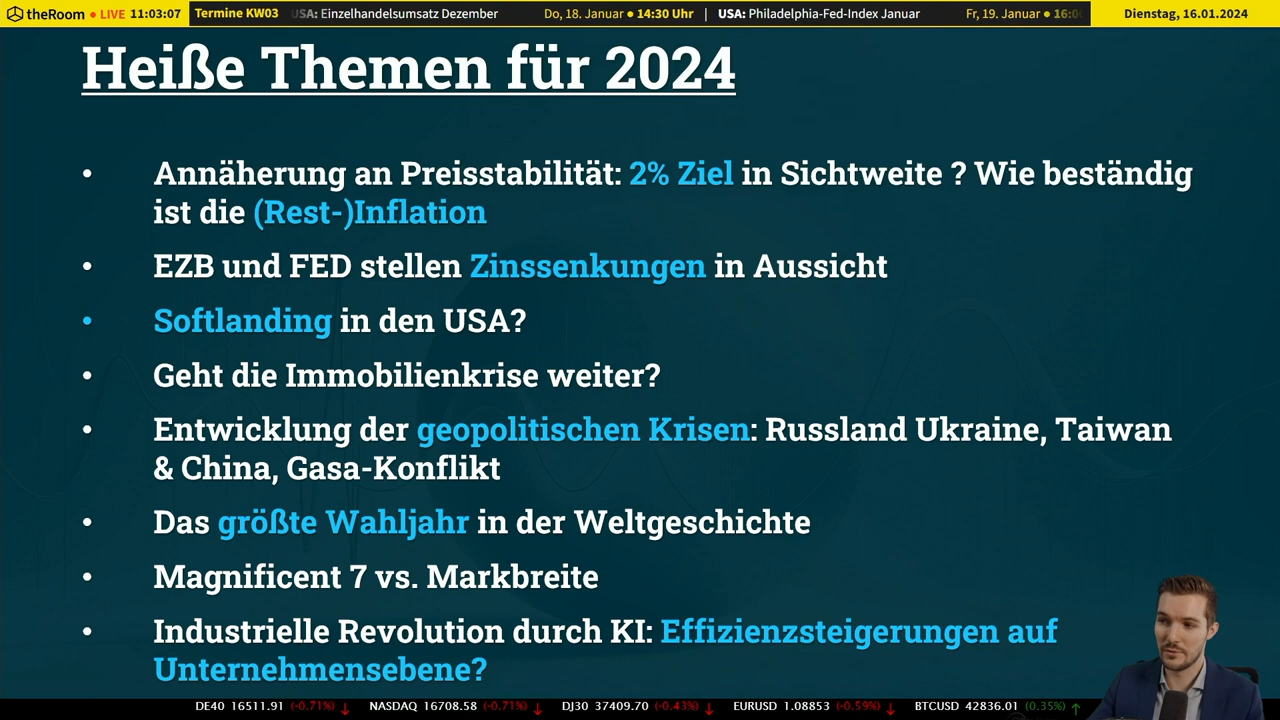 theRoom • LIVE 11:03:07 Termine KW03 USA: Einzelhandelsumsatz Dezember Do, 18. Januar • 14:30 Uhr | USA: Philadelphia-Fed-Index Januar Fr, 19. Januar • 16:00 Dienstag, 16.01.2024
Heiße Themen für 2024
• Annäherung an Preisstabilität: 2% Ziel in Sichtweite ? Wie beständig
ist die (Rest-)Inflation
• EZB und FED stellen Zinssenkungen in Aussicht
• Softlanding in den USA?
• Geht die Immobilienkrise weiter?
• Entwicklung der geopolitischen Krisen: Russland Ukraine, Taiwan
& China, Gasa-Konflikt
• Das größte Wahljahr in der Weltgeschichte
• Magnificent 7 vs. Markbreite
• Industrielle Revolution durch KI: Effizienzsteigerungen auf
Unternehmensebene?
DE40 16511.91 (-0.71%) ↓ NASDAQ 16708.58 (-0.71%) ↓ DJ30 37409.70 (-0.43%) ↓ EURUSD 1.08853 (-0.59%) ↓ BTCUSD 42836.01 (0.35%) ↑